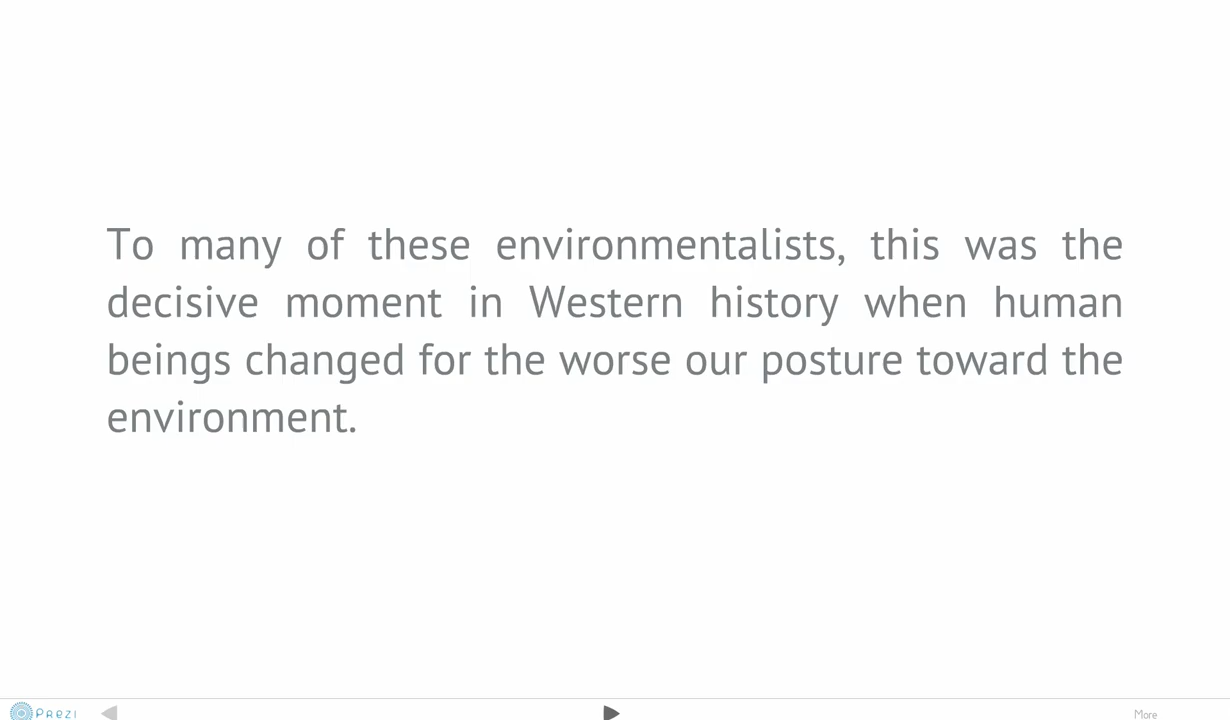 To many of these environmentalists, this was the
decisive moment in Western history when human
beings changed for the worse our posture toward the
environment.
Prezi
More